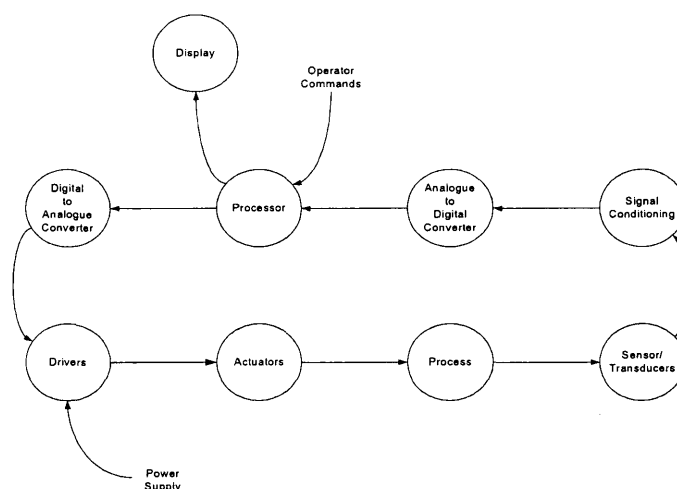 Display
Operator
Commands
Digital
to
Analogue
Converter
Processor
Analogue
to
Digital
Converter
Signal
Conditioning
Drivers
Actuators
Process
Sensor/
Transducers
Power
Supply